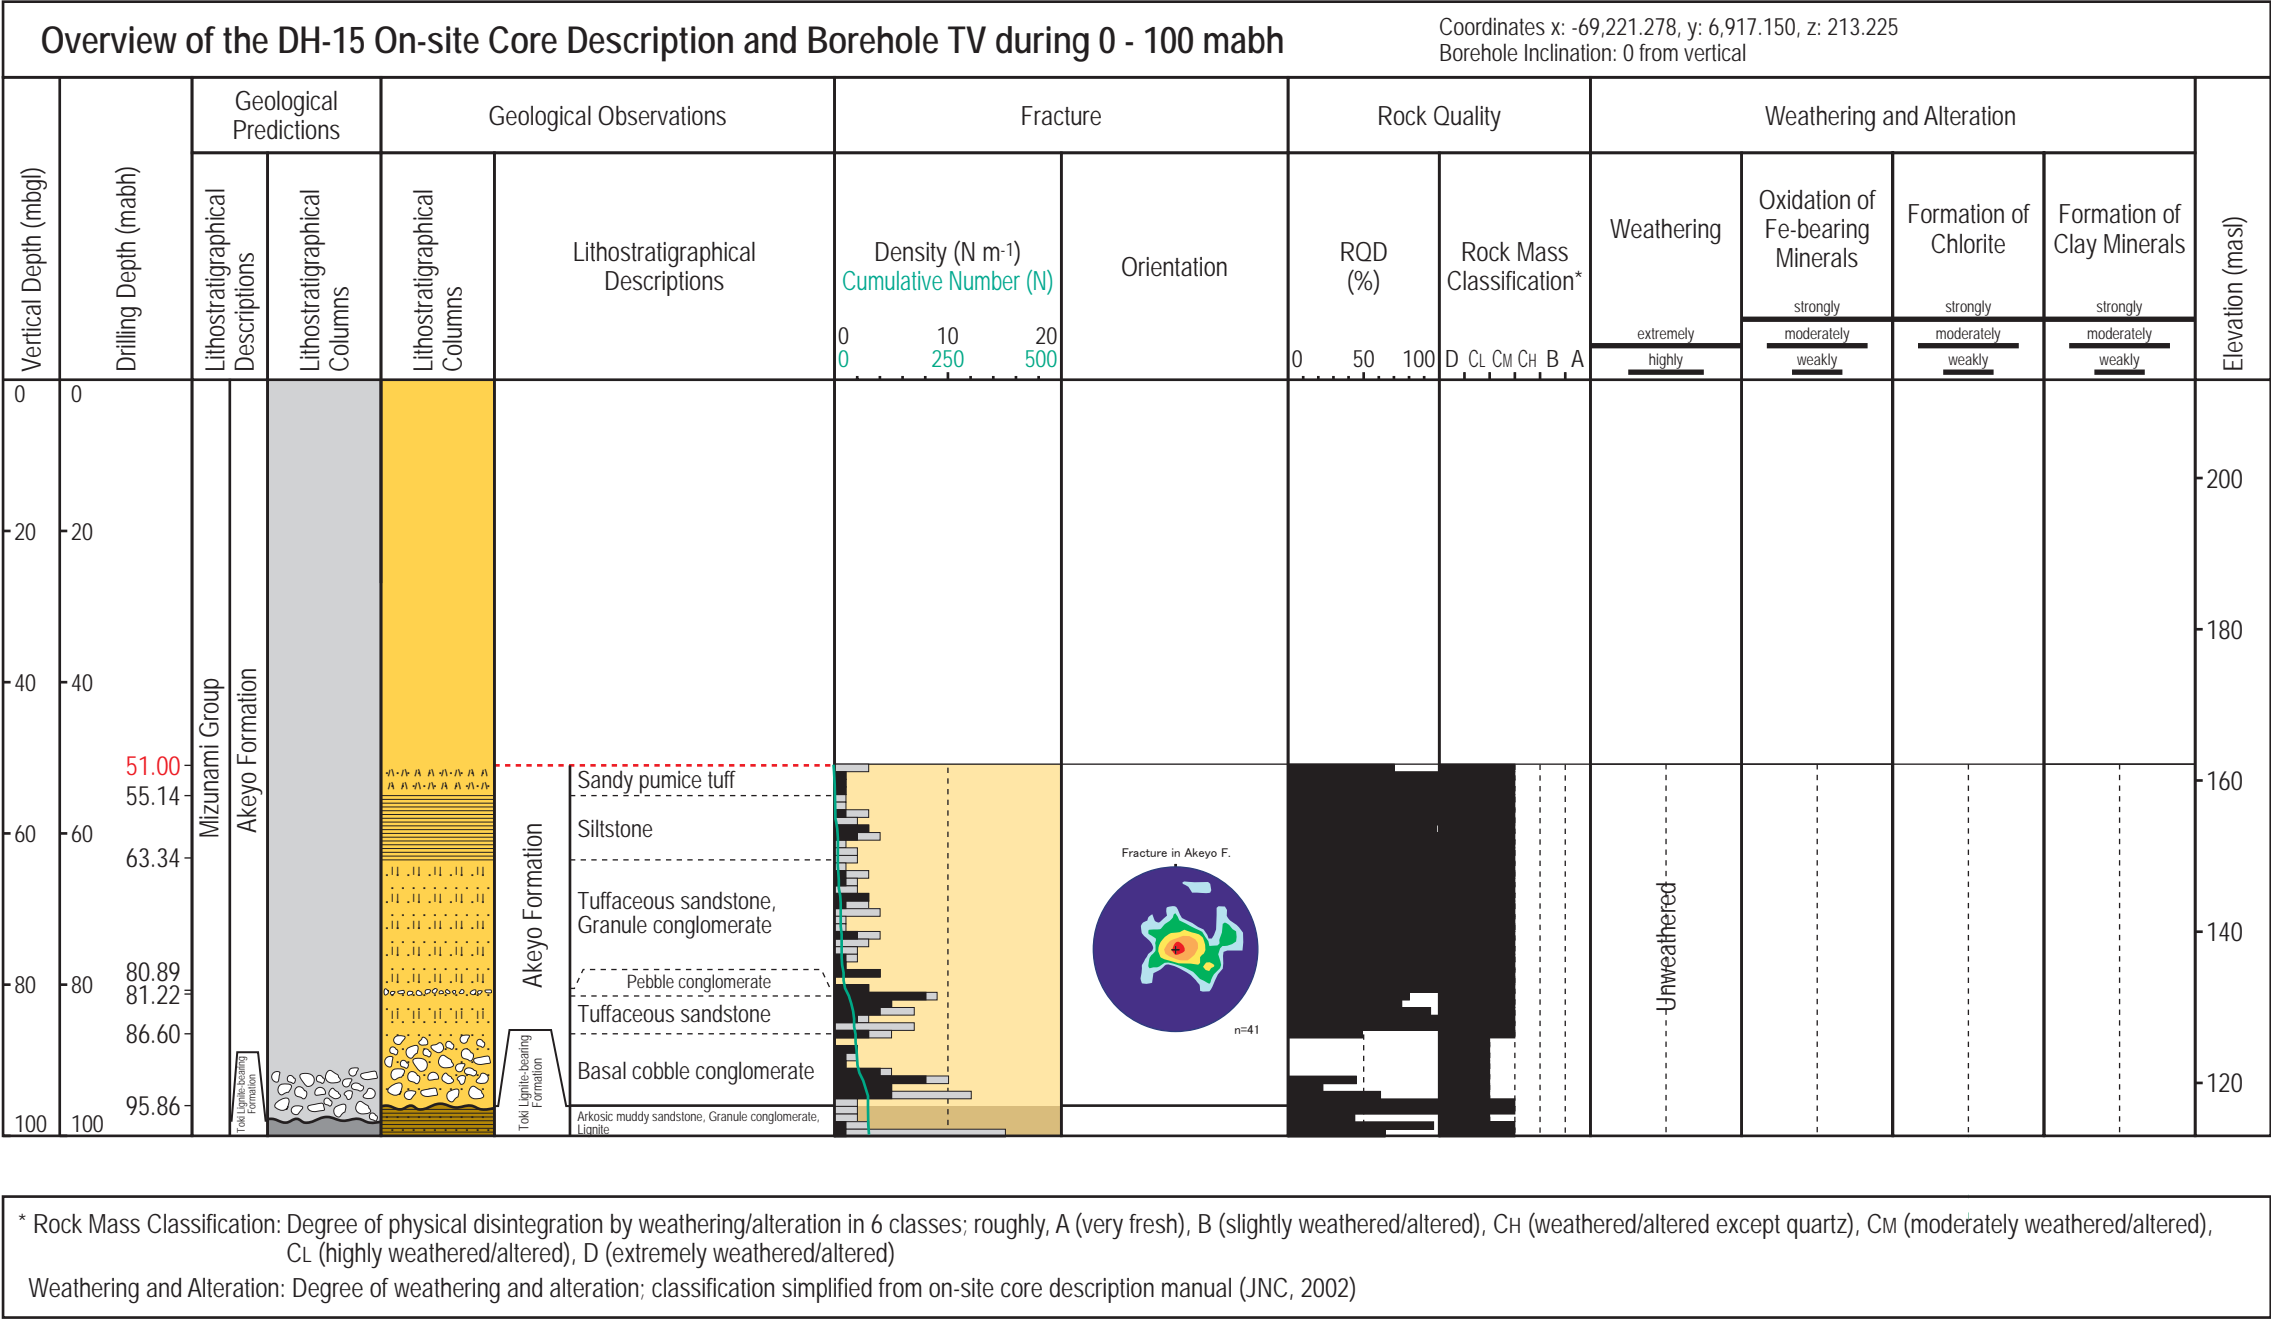 Overview of the DH-15 On-site Core Description and Borehole TV during 0 - 100 mabh
Coordinates x: -69,221.278, y: 6,917.150, z: 213.225
Borehole Inclination: 0 from vertical
Vertical Depth (mbgl)
Drilling Depth (mabh)
Geological
Predictions
Geological Observations
Fracture
Rock Quality
Weathering and Alteration
Elevation (masl)
Lithostratigraphical
Descriptions
Lithostratigraphical
Columns
Lithostratigraphical
Columns
Lithostratigraphical
Descriptions
Density (N m-1)
Cumulative Number (N)
0 10 20
0 250 500
Orientation
RQD
(%)
0 50 100
Rock Mass
Classification*
D CL CM CH B A
Weathering
extremely
highly
Oxidation of
Fe-bearing
Minerals
strongly
moderately
weakly
Formation of
Chlorite
strongly
moderately
weakly
Formation of
Clay Minerals
strongly
moderately
weakly
0 0
20 20
40 40
60 60
80 80
100 100
51.00
55.14
63.34
80.89
81.22
86.60
95.86
Mizunami Group
Akeyo Formation
Toki Lignite-bearing
Formation
Akeyo Formation
Toki Lignite-bearing
Formation
Sandy pumice tuff
Siltstone
Tuffaceous sandstone,
Granule conglomerate
Pebble conglomerate
Tuffaceous sandstone
Basal cobble conglomerate
Arkosic muddy sandstone, Granule conglomerate,
Lignite
Fracture in Akeyo F.
n=41
Unweathered
200
180
160
140
120
* Rock Mass Classification: Degree of physical disintegration by weathering/alteration in 6 classes; roughly, A (very fresh), B (slightly weathered/altered), CH (weathered/altered except quartz), CM (moderately weathered/altered),
CL (highly weathered/altered), D (extremely weathered/altered)
Weathering and Alteration: Degree of weathering and alteration; classification simplified from on-site core description manual (JNC, 2002)